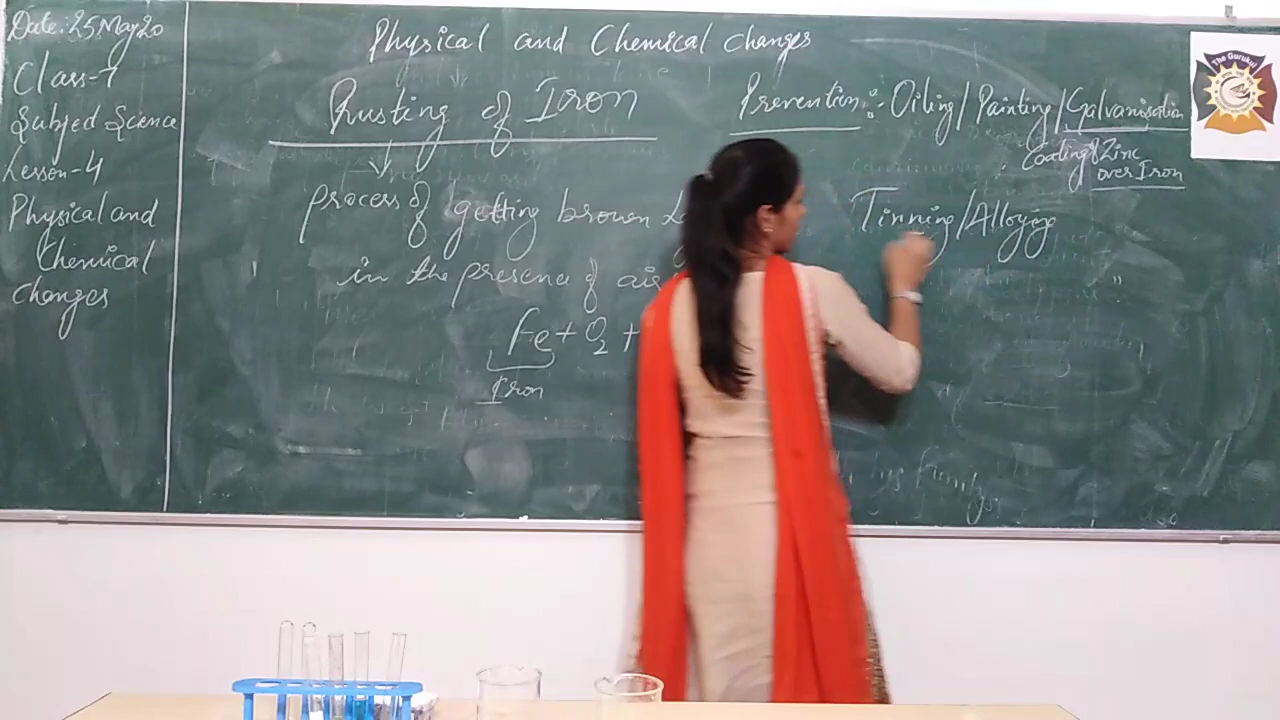 Date: 25 May 20
Class-7
Subject Science
Lesson-4
Physical and
Chemical
changes
Physical and Chemical changes
Rusting of Iron
process of getting brown
in the presence of air
Fe + O2 +
Iron
Prevention :- Oiling/Painting/Galvanisation
Coating of Zinc
over Iron
Tinning/Alloying
The Gurukul